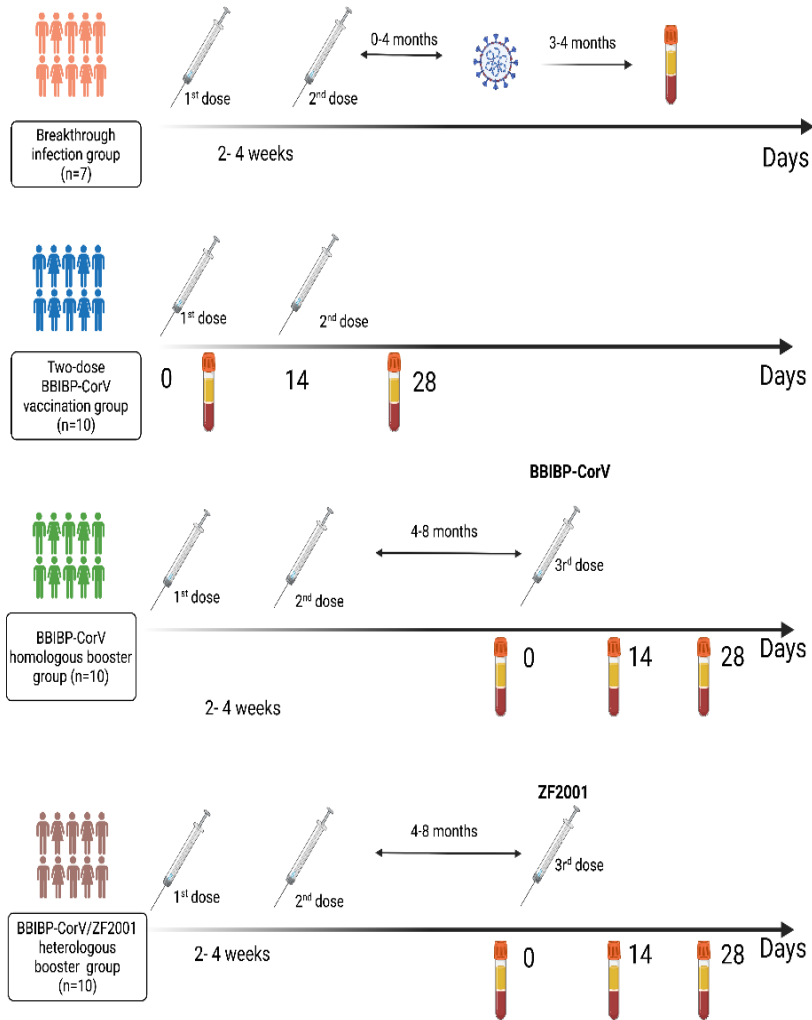 0-4 months
3-4 months
1st dose
2nd dose
Breakthrough
infection group
(n=7)
2- 4 weeks
Days
1st dose
2nd dose
Two-dose
BBIBP-CorV
vaccination group
(n=10)
0
14
28
Days
BBIBP-CorV
4-8 months
1st dose
2nd dose
3rd dose
BBIBP-CorV
homologous booster
group (n=10)
0
14
28
Days
2- 4 weeks
ZF2001
4-8 months
1st dose
2nd dose
3rd dose
BBIBP-CorV/ZF2001
heterologous
booster group
(n=10)
2- 4 weeks
0
14
28
Days